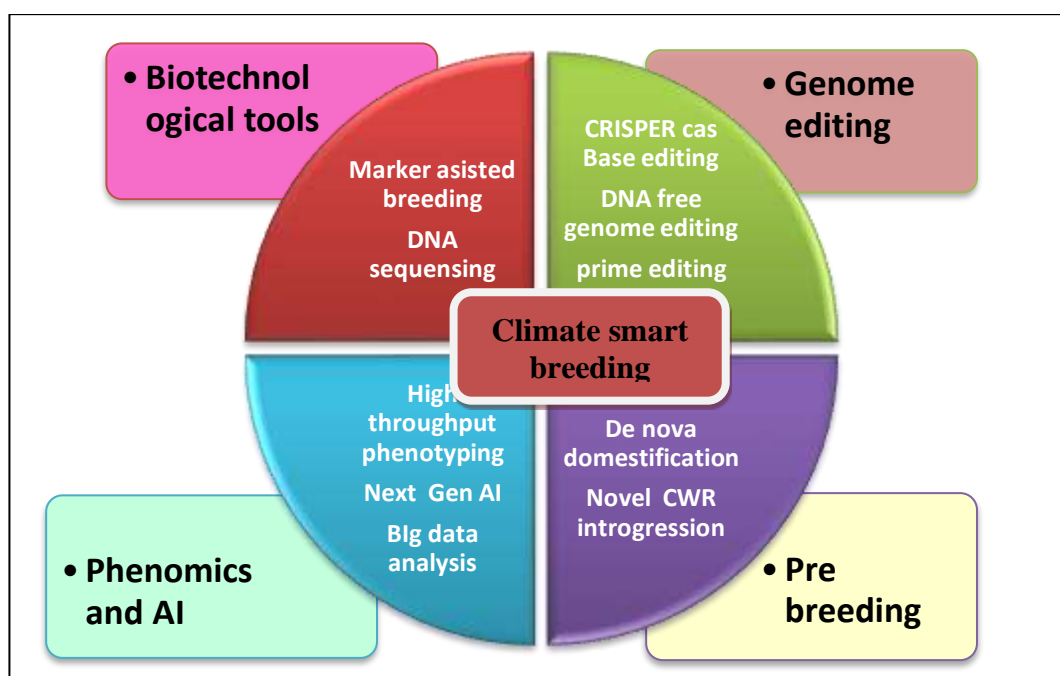 • Biotechnol
ogical tools
• Genome
editing
Marker asisted
breeding
DNA
sequensing
CRISPER cas
Base editing
DNA free
genome editing
prime editing
Climate smart
breeding
High
throughput
phenotyping
Next Gen AI
BIg data
analysis
De nova
domestification
Novel CWR
introgression
• Phenomics
and AI
• Pre
breeding